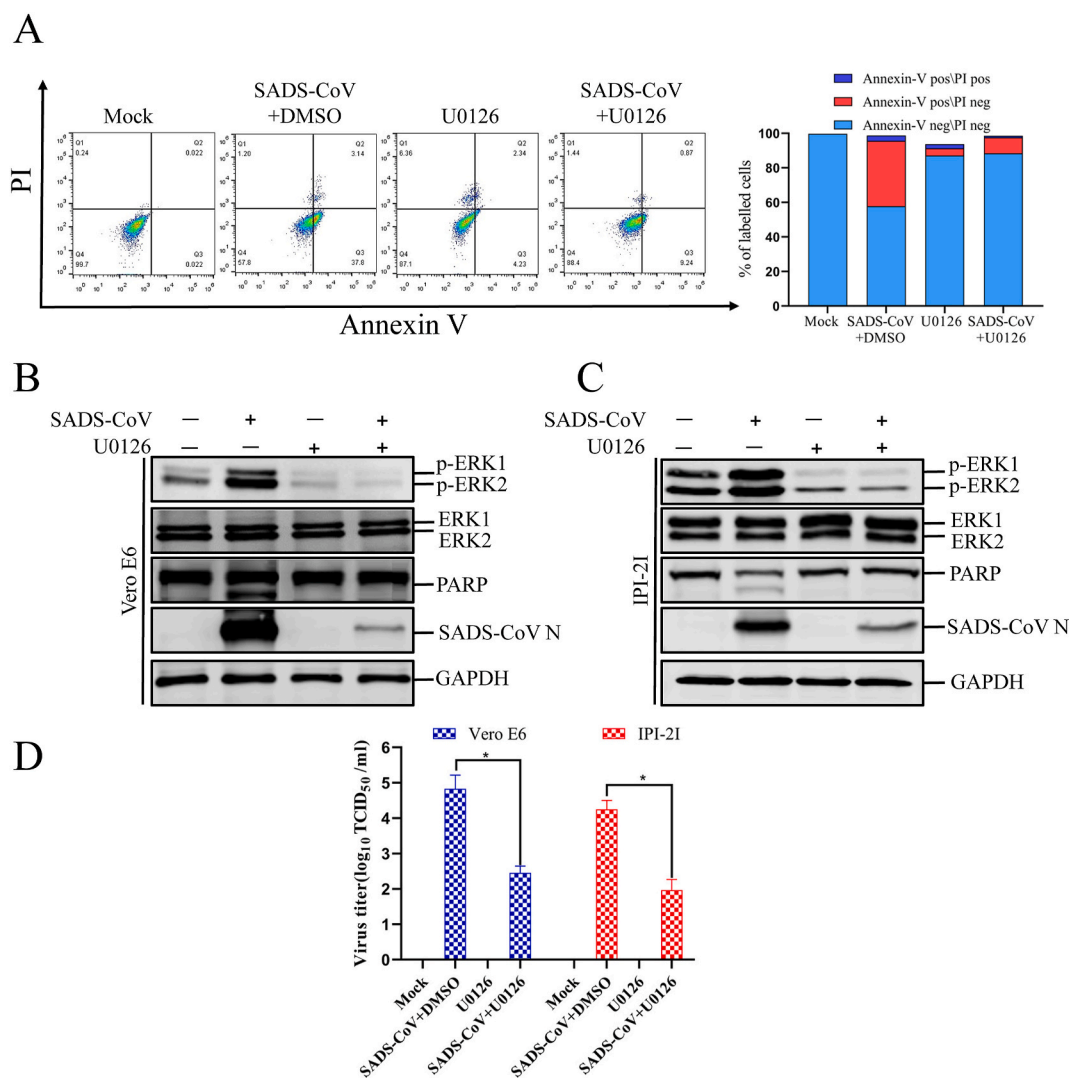 A
SADS-CoV
+DMSO
SADS-CoV
+U0126
Mock
U0126
PI
Q1
0.24
Q2
0.022
Q4
99.7
Q3
0.022
Q1
1.20
Q2
3.14
Q4
57.8
Q3
37.8
Q1
6.36
Q2
2.34
Q4
87.1
Q3
4.23
Q1
1.44
Q2
0.87
Q4
88.4
Q3
9.24
Annexin V
Annexin-V pos\PI pos
Annexin-V pos\PI neg
Annexin-V neg\PI neg
% of labelled cells
100
80
60
40
20
0
Mock
SADS-CoV
+DMSO
U0126
SADS-CoV
+U0126
B
SADS-CoV — + — +
U0126 — — + +
Vero E6
p-ERK1
p-ERK2
ERK1
ERK2
PARP
SADS-CoV N
GAPDH
C
SADS-CoV — + — +
U0126 — — + +
IPI-2I
p-ERK1
p-ERK2
ERK1
ERK2
PARP
SADS-CoV N
GAPDH
D
Vero E6
IPI-2I
Virus titer(log10 TCID50 /ml)
6
5
4
3
2
1
0
*
*
Mock
SADS-CoV+DMSO
U0126
SADS-CoV+U0126
Mock
SADS-CoV+DMSO
U0126
SADS-CoV+U0126